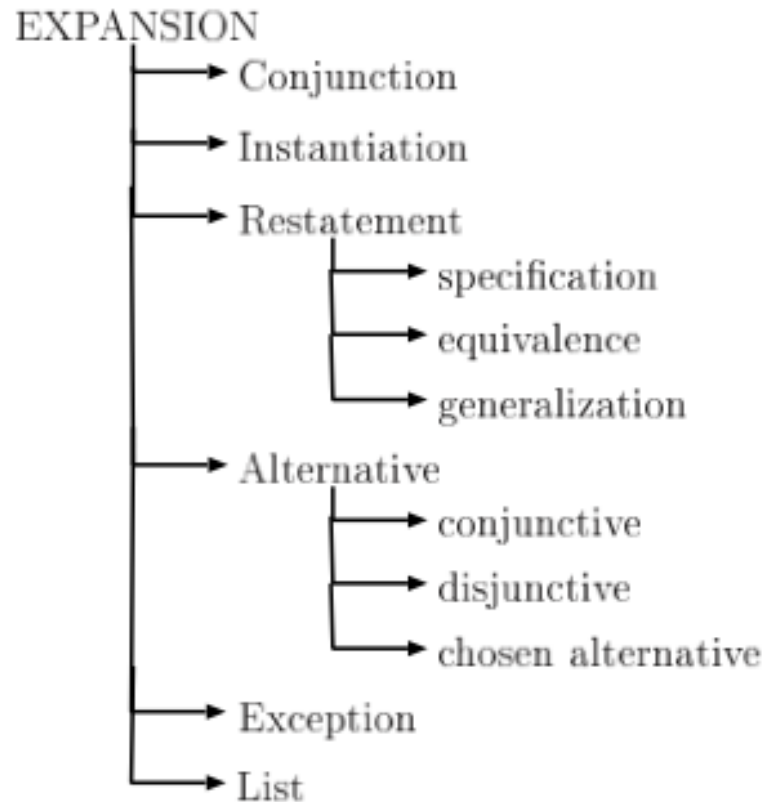 EXPANSION
Conjunction
Instantiation
Restatement
specification
equivalence
generalization
Alternative
conjunctive
disjunctive
chosen alternative
Exception
List